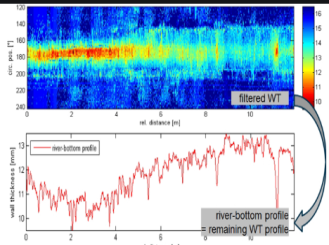 120
140
160
180
200
220
240
circ. pos. [°]
0 2 4 6 8 10
rel. distance [m]
filtered WT
16
15
14
13
12
11
10
13
12
11
10
wall thickness [mm]
river-bottom profile
0 2 4 6 8 10
river-bottom profile
= remaining WT profile